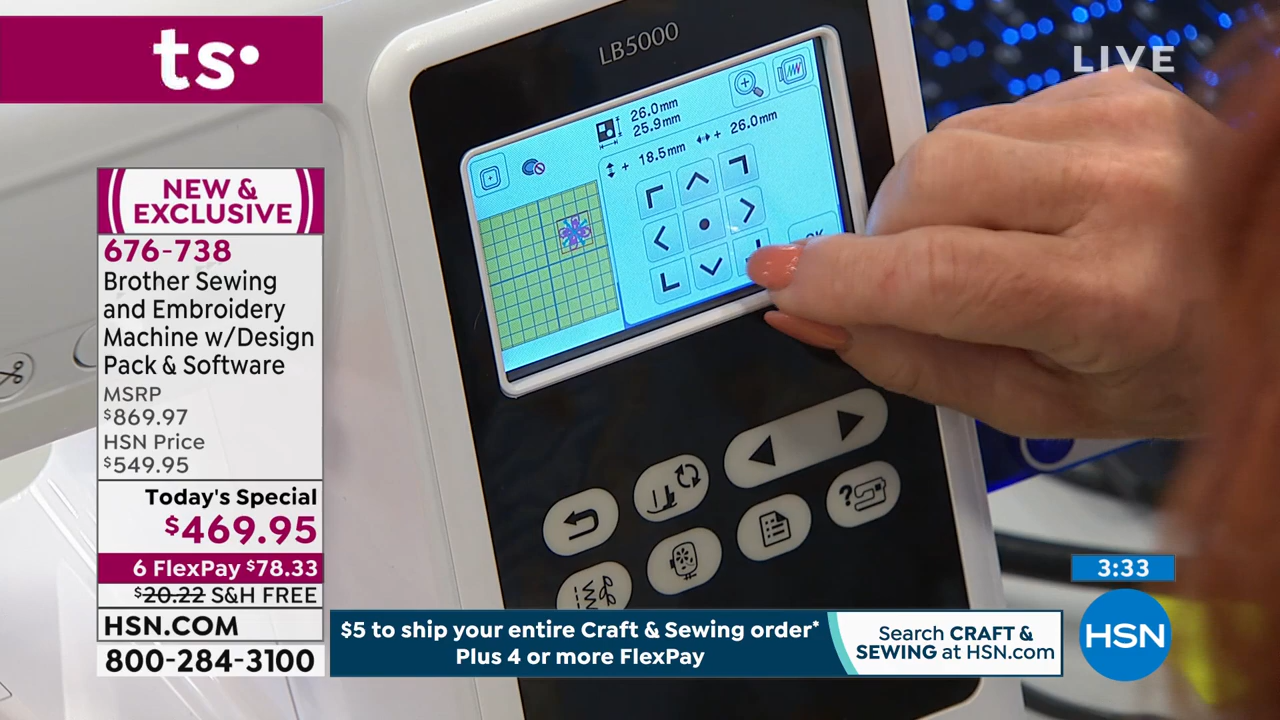 ts.
LIVE
LB5000
26.0mm
25.9mm
18.5mm
+ 26.0mm
OK
NEW &
EXCLUSIVE
676-738
Brother Sewing
and Embroidery
Machine w/Design
Pack & Software
MSRP
$869.97
HSN Price
$549.95
Today's Special
$469.95
6 FlexPay $78.33
$20.22 S&H FREE
HSN.COM
800-284-3100
$5 to ship your entire Craft & Sewing order*
Plus 4 or more FlexPay
Search CRAFT &
SEWING at HSN.com
3:33
HSN